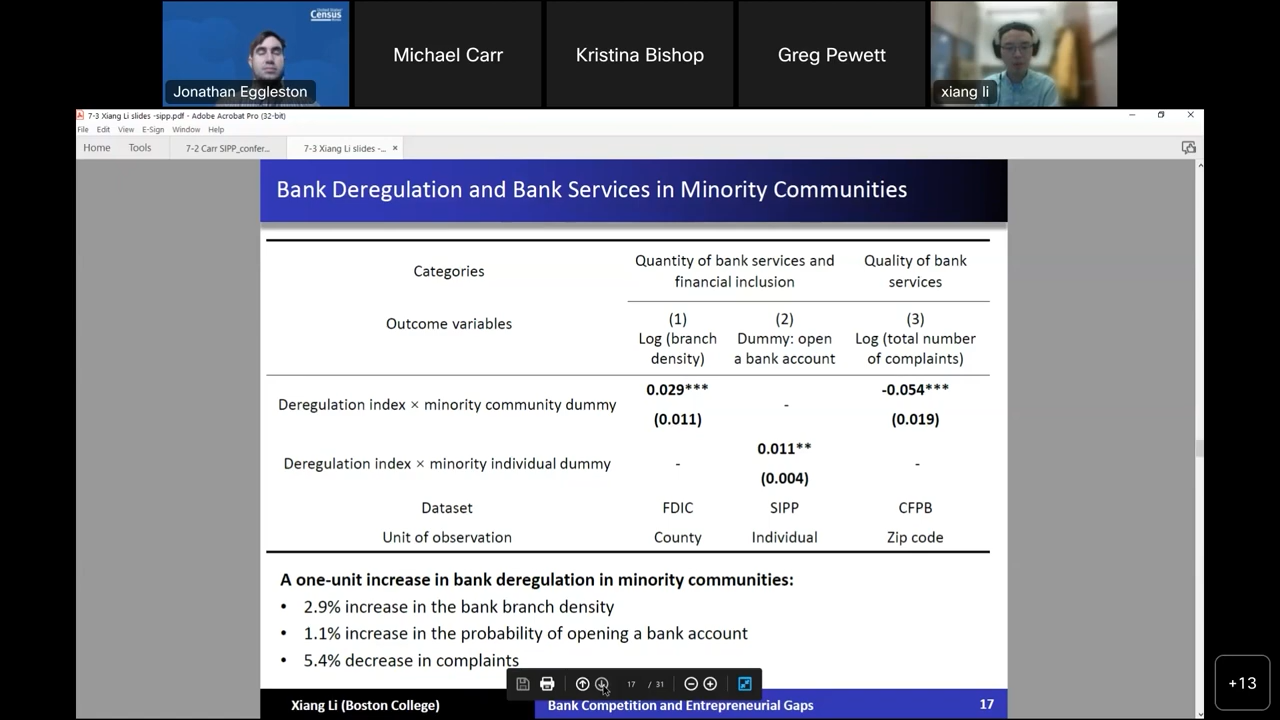 United States®
Census
Bureau
Jonathan Eggleston
Michael Carr
Kristina Bishop
Greg Pewett
xiang li
7-3 Xiang Li slides -sipp.pdf - Adobe Acrobat Pro (32-bit)
File Edit View E-Sign Window Help
Home Tools 7-2 Carr SIPP_confer... 7-3 Xiang Li slides -... ×
Bank Deregulation and Bank Services in Minority Communities
Categories
Quantity of bank services and
financial inclusion
Quality of bank
services
Outcome variables
(1)
Log (branch
density)
(2)
Dummy: open
a bank account
(3)
Log (total number
of complaints)
Deregulation index × minority community dummy
0.029***
(0.011)
-
-0.054***
(0.019)
Deregulation index × minority individual dummy
-
0.011**
(0.004)
-
Dataset FDIC SIPP CFPB
Unit of observation County Individual Zip code
A one-unit increase in bank deregulation in minority communities:
• 2.9% increase in the bank branch density
• 1.1% increase in the probability of opening a bank account
• 5.4% decrease in complaints
17 / 31
Xiang Li (Boston College) Bank Competition and Entrepreneurial Gaps 17
+13